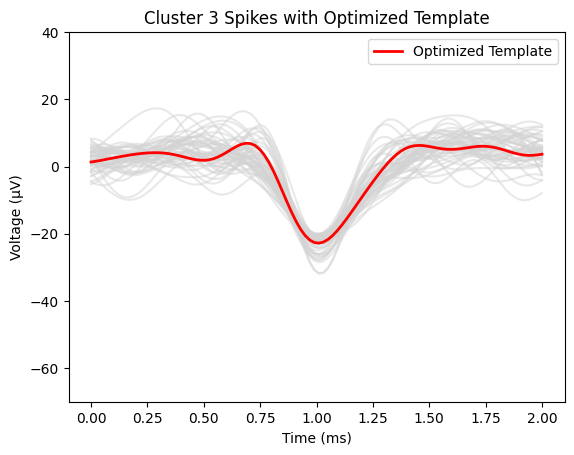 Cluster 3 Spikes with Optimized Template
Optimized Template
40
20
0
−20
−40
−60
Voltage (µV)
0.00 0.25 0.50 0.75 1.00 1.25 1.50 1.75 2.00
Time (ms)